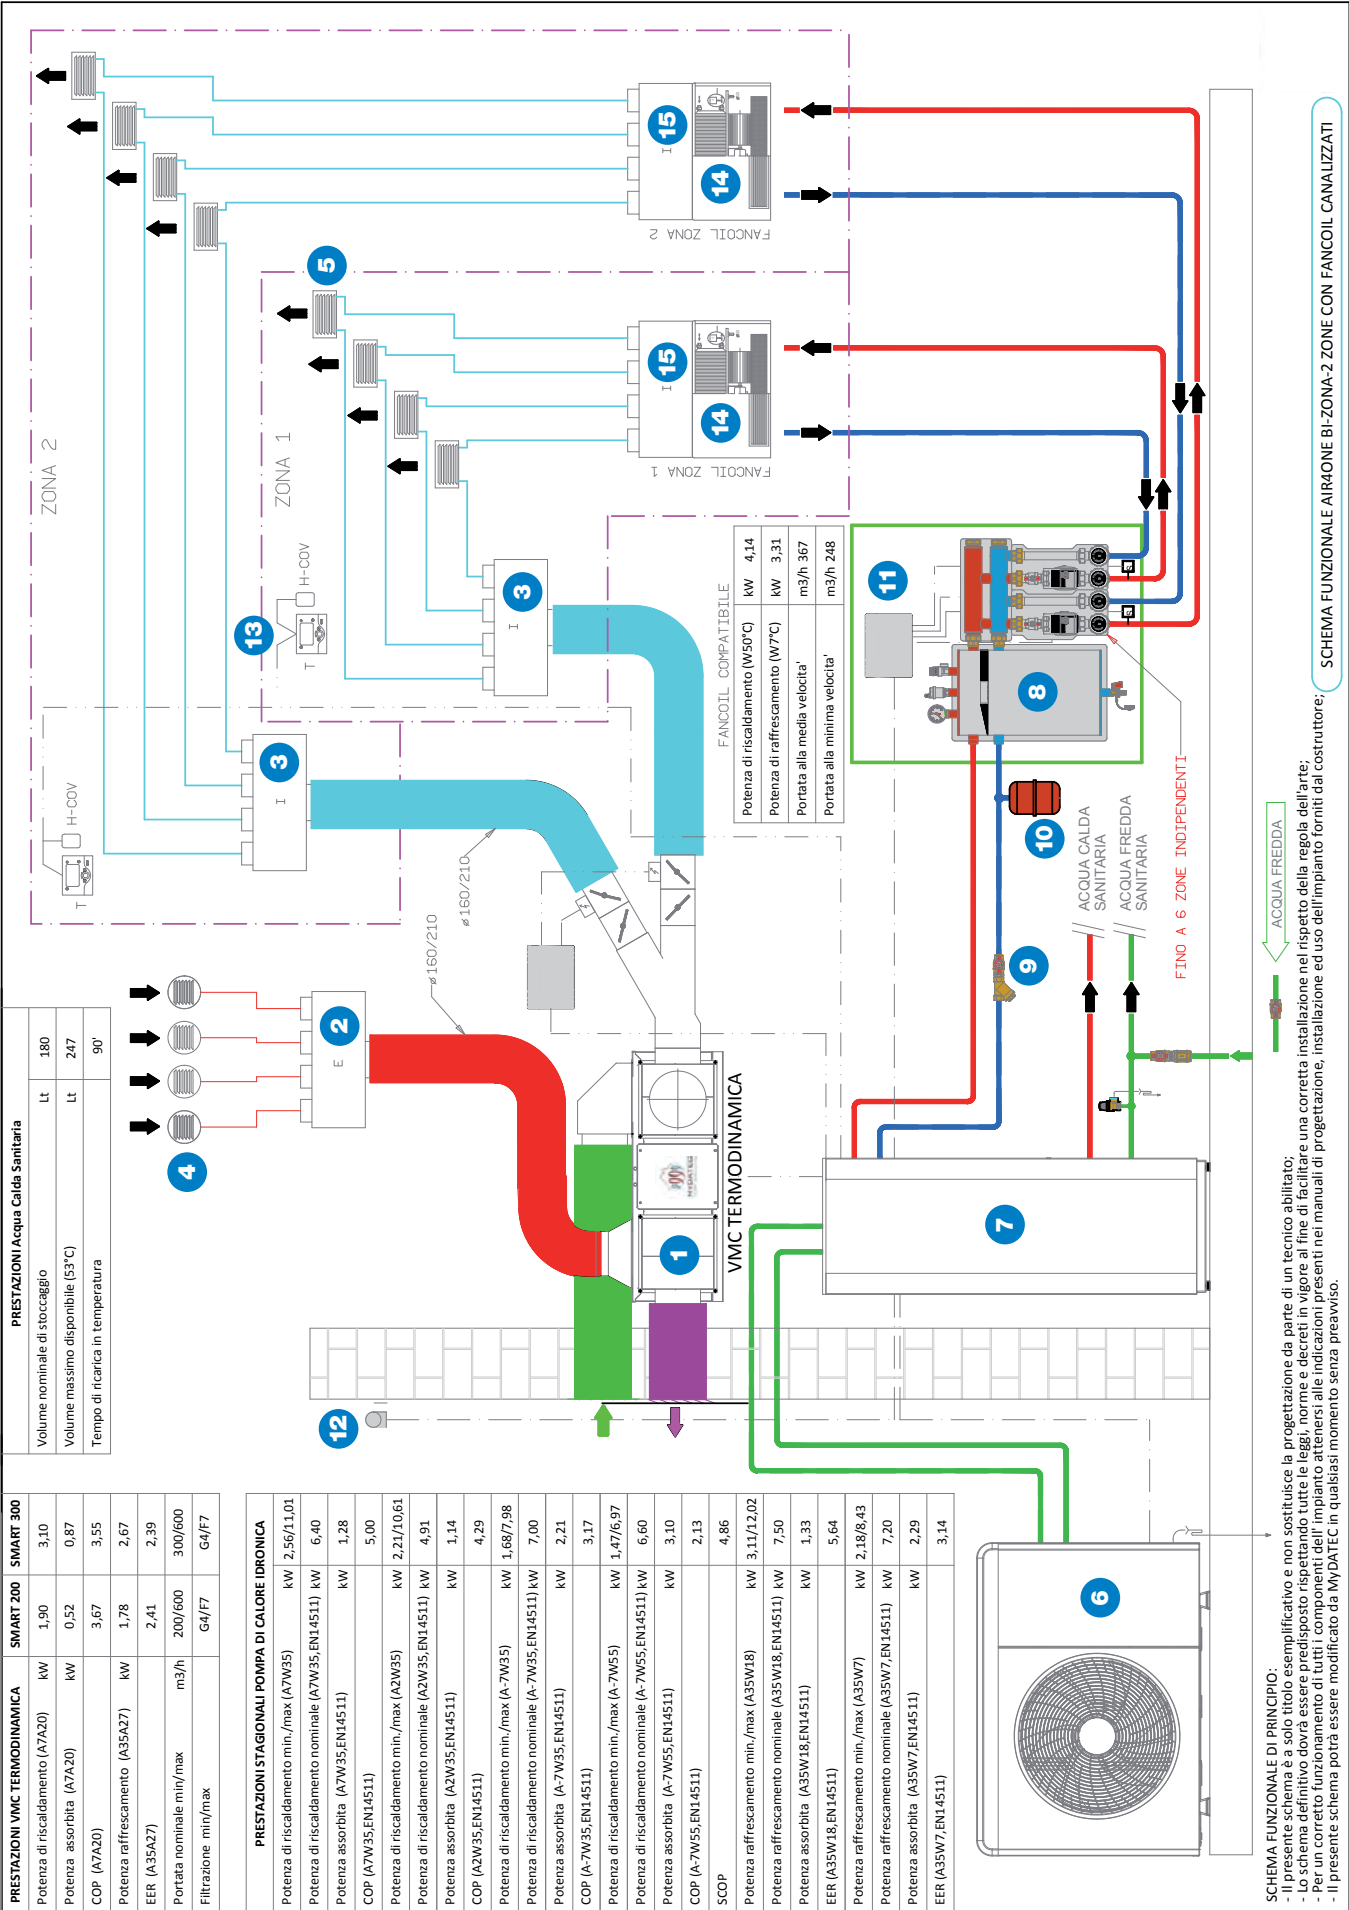 PRESTAZIONI VMC TERMODINAMICA SMART 200 SMART 300
Potenza di riscaldamento (A7A20) kW 1,90 3,10
Potenza assorbita (A7A20) kW 0,52 0,87
COP (A7A20) 3,67 3,55
Potenza raffrescamento (A35A27) kW 1,78 2,67
EER (A35A27) 2,41 2,39
Portata nominale min/max m3/h 200/600 300/600
Filtrazione min/max G4/F7 G4/F7
PRESTAZIONI Acqua Calda Sanitaria
Volume nominale di stoccaggio Lt 180
Volume massimo disponibile (53°C) Lt 247
Tempo di ricarica in temperatura 90'
PRESTAZIONI STAGIONALI POMPA DI CALORE IDRONICA
Potenza di riscaldamento min./max (A7W35) kW 2,56/11,01
Potenza di riscaldamento nominale (A7W35,EN14511) kW 6,40
Potenza assorbita (A7W35,EN14511) kW 1,28
COP (A7W35,EN14511) 5,00
Potenza di riscaldamento min./max (A2W35) kW 2,21/10,61
Potenza di riscaldamento nominale (A2W35,EN14511) kW 4,91
Potenza assorbita (A2W35,EN14511) kW 1,14
COP (A2W35,EN14511) 4,29
Potenza di riscaldamento min./max (A-7W35) kW 1,68/7,98
Potenza di riscaldamento nominale (A-7W35,EN14511) kW 7,00
Potenza assorbita (A-7W35,EN14511) kW 2,21
COP (A-7W35,EN14511) 3,17
Potenza di riscaldamento min./max (A-7W55) kW 1,47/6,97
Potenza di riscaldamento nominale (A-7W55,EN14511) kW 6,60
Potenza assorbita (A-7W55,EN14511) kW 3,10
COP (A-7W55,EN14511) 2,13
SCOP 4,86
Potenza raffrescamento min./max (A35W18) kW 3,11/12,02
Potenza raffrescamento nominale (A35W18,EN14511) kW 7,50
Potenza assorbita (A35W18,EN14511) kW 1,33
EER (A35W18,EN14511) 5,64
Potenza raffrescamento min./max (A35W7) kW 2,18/8,43
Potenza raffrescamento nominale (A35W7,EN14511) kW 7,20
Potenza assorbita (A35W7,EN14511) kW 2,29
EER (A35W7,EN14511) 3,14
ZONA 2
ZONA 1
T
H-COV
13
T
H-COV
5
4
2
E
3
I
3
I
ø160/210
ø160/210
15
I
14
FANCOIL ZONA 2
15
I
14
FANCOIL ZONA 1
FANCOIL COMPATIBILE
Potenza di riscaldamento (W50°C) kW 4,14
Potenza di raffrescamento (W7°C) kW 3,31
Portata alla media velocita' m3/h 367
Portata alla minima velocita' m3/h 248
12
1
MYDATEC
VMC TERMODINAMICA
11
8
10
9
7
6
S
S
ACQUA CALDA
SANITARIA
ACQUA FREDDA
SANITARIA
FINO A 6 ZONE INDIPENDENTI
ACQUA FREDDA
SCHEMA FUNZIONALE DI PRINCIPIO:
- Il presente schema è a solo titolo esemplificativo e non sostituisce la progettazione da parte di un tecnico abilitato;
- Lo schema definitivo dovrà essere predisposto rispettando tutte le leggi, norme e decreti in vigore al fine di facilitare una corretta installazione nel rispetto della regola dell'arte;
- Per un corretto funzionamento di tutti i componenti dell' impianto attenersi alle indicazioni presenti nei manuali di progettazione, installazione ed uso dell'impianto forniti dal costruttore;
- Il presente schema potrà essere modificato da MyDATEC in qualsiasi momento senza preavviso.
SCHEMA FUNZIONALE AIR4ONE BI-ZONA-2 ZONE CON FANCOIL CANALIZZATI